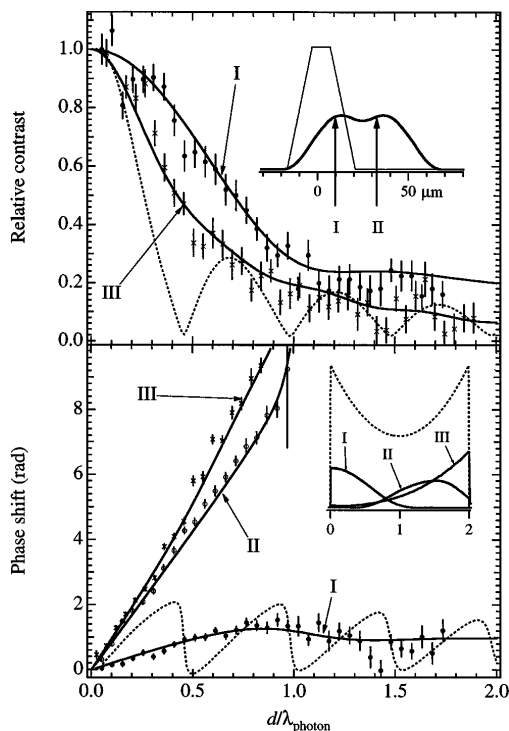 1.0
0.8
0.6
0.4
0.2
0.0
Relative contrast
I
III
0 50 μm
I II
8
6
4
2
0
Phase shift (rad)
III
II
I
I II III
0 1 2
0.0 0.5 1.0 1.5 2.0
d/λphoton